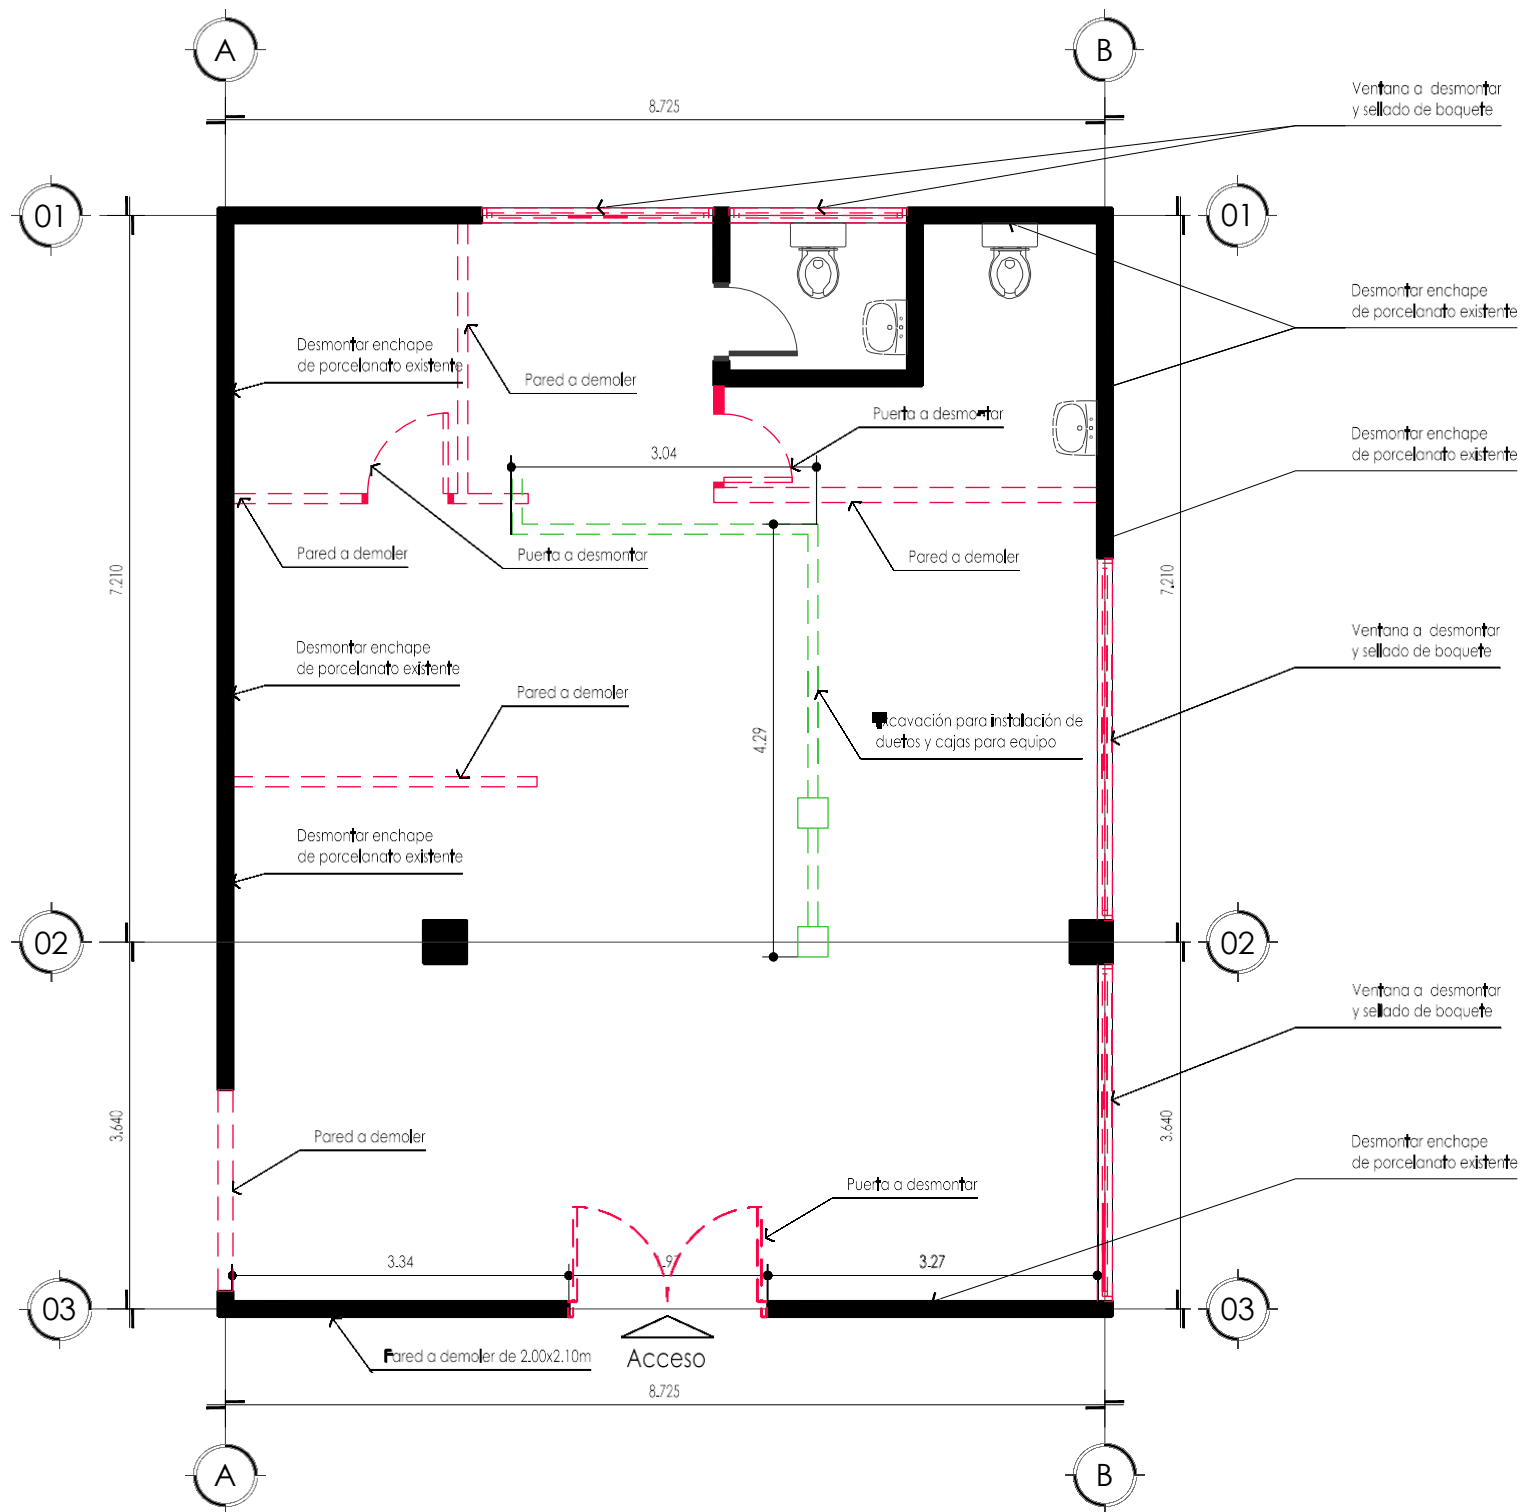 A
B
8.725
Ventana a desmontar
y sellado de boquete
01
01
Desmontar enchape
de porcelanato existente
Desmontar enchape
de porcelanato existente
Pared a demoler
Puerta a desmontar
Desmontar enchape
de porcelanato existente
3.04
Pared a demoler
Puerta a desmontar
Pared a demoler
7.210
7.210
Desmontar enchape
de porcelanato existente
Ventana a desmontar
y sellado de boquete
Pared a demoler
4.29
Excavación para instalación de
duetos y cajas para equipo
Desmontar enchape
de porcelanato existente
02
02
Ventana a desmontar
y sellado de boquete
3.640
3.640
Pared a demoler
Desmontar enchape
de porcelanato existente
Puerta a desmontar
3.34
3.27
03
03
Pared a demoler de 2.00x2.10m
Acceso
8.725
A
B